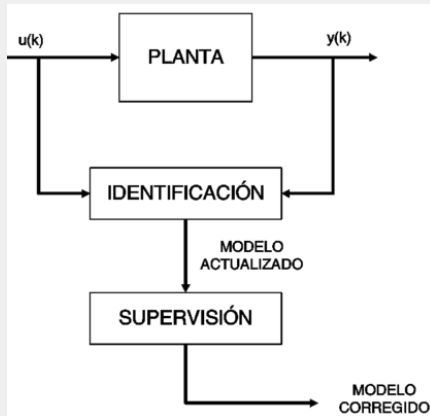 u(k)
PLANTA
y(k)
IDENTIFICACIÓN
MODELO
ACTUALIZADO
SUPERVISIÓN
MODELO
CORREGIDO